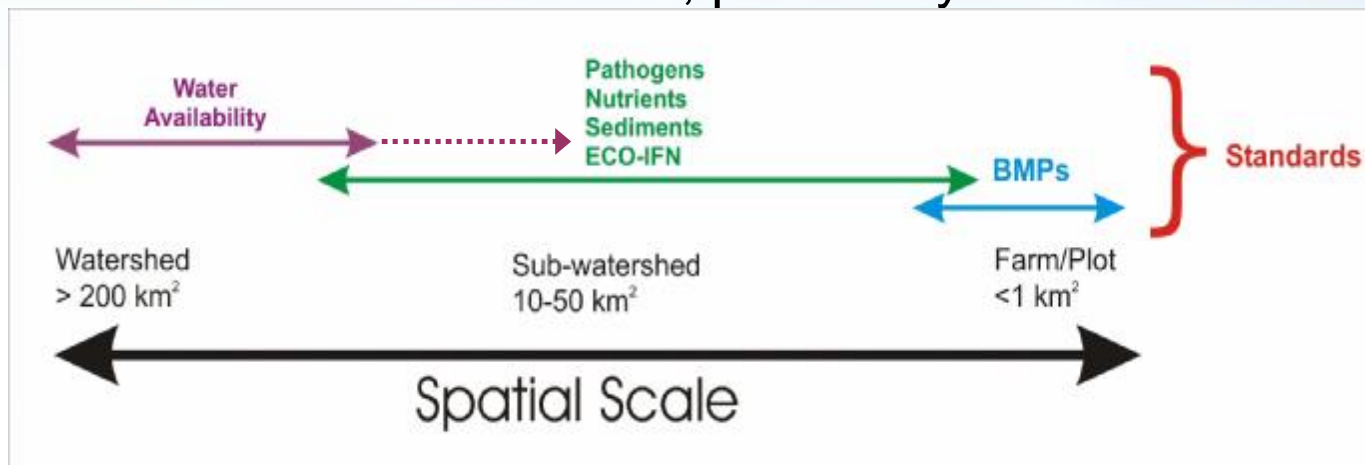 Water
Availability
Pathogens
Nutrients
Sediments
ECO-IFN
BMPs
Standards
Watershed
> 200 km²
Sub-watershed
10-50 km²
Farm/Plot
<1 km²
Spatial Scale